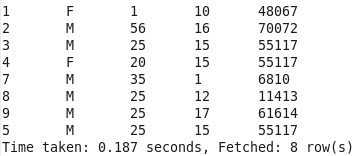 1 F 1 10 48067
2 M 56 16 70072
3 M 25 15 55117
4 F 20 15 55117
7 M 35 1 6810
8 M 25 12 11413
9 M 25 17 61614
5 M 25 15 55117
Time taken: 0.187 seconds, Fetched: 8 row(s)